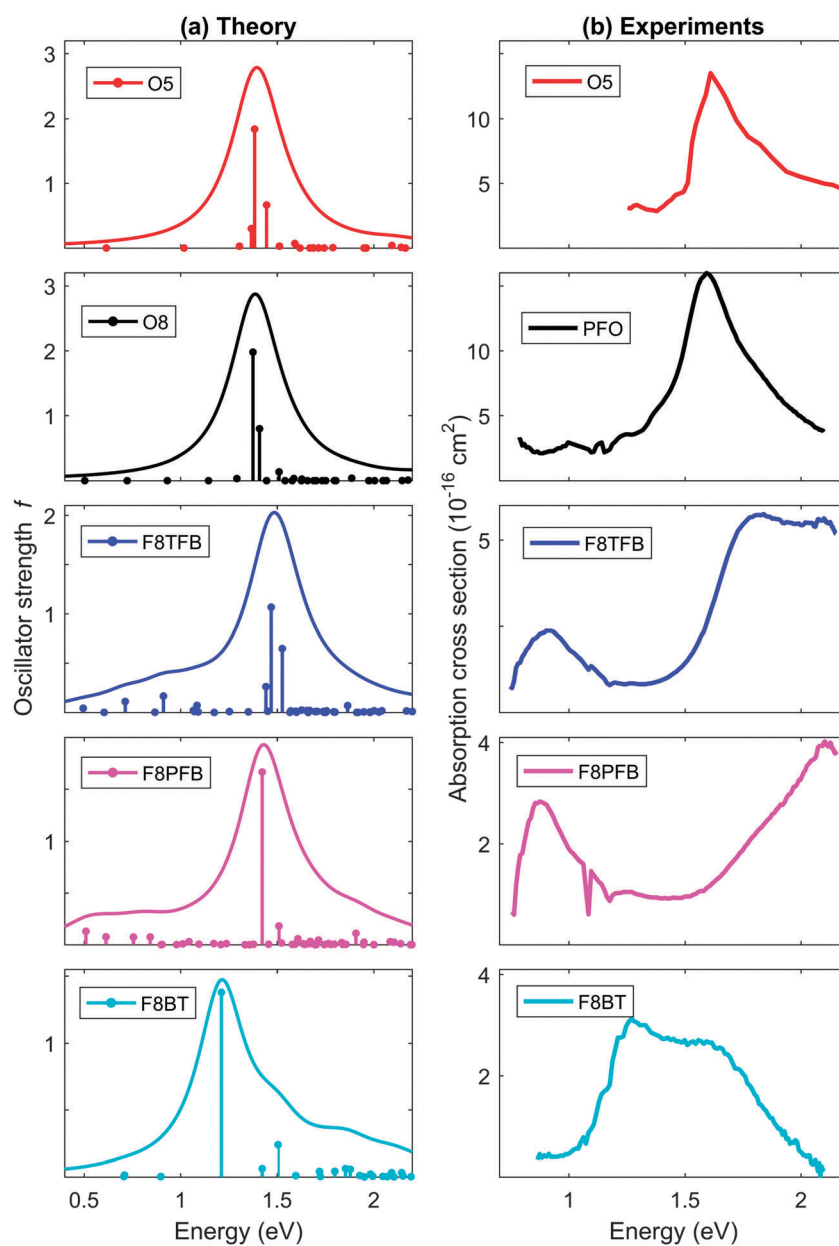 (a) Theory
(b) Experiments
Oscillator strength f
Absorption cross section (10⁻¹⁶ cm²)
3
2
1
O5
10
5
O5
3
2
1
O8
10
5
PFO
2
1
F8TFB
5
F8TFB
1
F8PFB
4
2
F8PFB
1
F8BT
4
2
F8BT
0.5 1 1.5 2
1 1.5 2
Energy (eV)
Energy (eV)